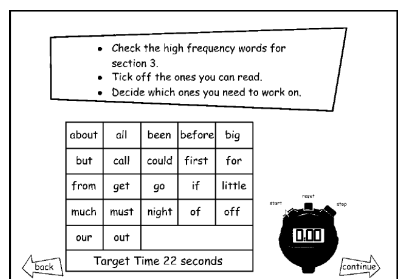 • Check the high frequency words for
section 3.
• Tick off the ones you can read.
• Decide which ones you need to work on.
about all been before big
but call could first for
from get go if little
much must night of off
our out
Target Time 22 seconds
start reset stop
0.00
back
continue